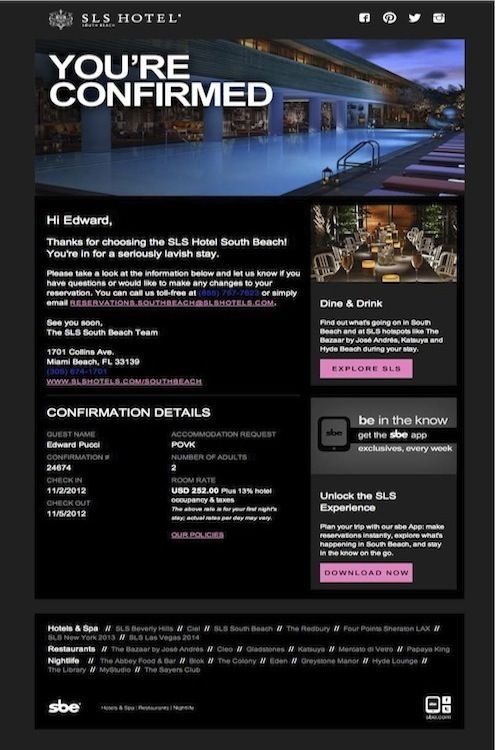 SLS HOTEL
SOUTH BEACH
YOU'RE
CONFIRMED
Hi Edward,
Thanks for choosing the SLS Hotel South Beach!
You're in for a seriously lavish stay.
Please take a look at the information below and let us know if you
have questions or would like to make any changes to your
reservation. You can call us toll-free at (855) 757-7623 or simply
email RESERVATIONS.SOUTHBEACH@SLSHOTELS.COM.
See you soon,
The SLS South Beach Team
1701 Collins Ave.
Miami Beach, FL 33139
(305) 674-1701
WWW.SLSHOTELS.COM/SOUTHBEACH
CONFIRMATION DETAILS
GUEST NAME
Edward Pucci
CONFIRMATION #
24674
CHECK IN
11/2/2012
CHECK OUT
11/5/2012
ACCOMMODATION REQUEST
POVK
NUMBER OF ADULTS
2
ROOM RATE
USD 252.00 Plus 13% hotel
occupancy & taxes
The above rate is for your first night's
stay; actual rates per day may vary.
OUR POLICIES
Dine & Drink
Find out what's going on in South
Beach and at SLS hotspots like The
Bazaar by José Andrés, Katsuya and
Hyde Beach during your stay.
EXPLORE SLS
sbe
be in the know
get the sbe app
exclusives, every week
Unlock the SLS
Experience
Plan your trip with our sbe App: make
reservations instantly, explore what's
happening in South Beach, and stay
in the know on the go.
DOWNLOAD NOW
Hotels & Spa // SLS Beverly Hills // Ciel // SLS South Beach // The Redbury // Four Points Sheraton LAX //
SLS New York 2013 // SLS Las Vegas 2014
Restaurants // The Bazaar by José Andrés // Cleo // Gladstones // Katsuya // Mercato di Vetro // Papaya King
Nightlife // The Abbey Food & Bar // Blok // The Colony // Eden // Greystone Manor // Hyde Lounge //
The Library // MyStudio // The Sayers Club
sbe
Hotels & Spa | Restaurants | Nightlife
sbe.com